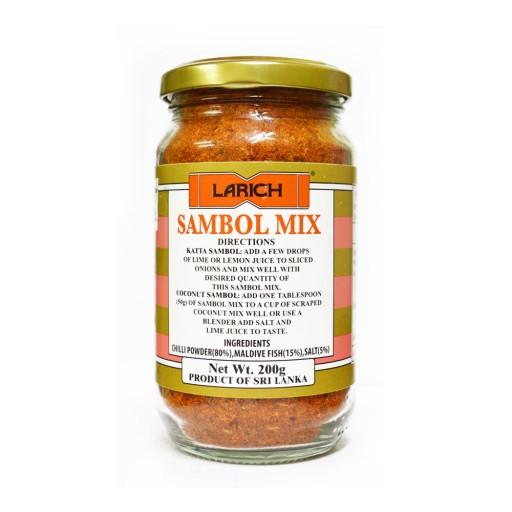 LARICH
®
SAMBOL MIX
DIRECTIONS
KATTA SAMBOL: ADD A FEW DROPS
OF LIME OR LEMON JUICE TO SLICED
ONIONS AND MIX WELL WITH
DESIRED QUANTITY OF
THIS SAMBOL MIX.
COCONUT SAMBOL: ADD ONE TABLESPOON
(50g) OF SAMBOL MIX TO A CUP OF SCRAPED
COCONUT MIX WELL OR USE A
BLENDER ADD SALT AND
LIME JUICE TO TASTE.
INGREDIENTS
CHILLI POWDER(80%),MALDIVE FISH(15%),SALT(5%)
Net Wt. 200g
PRODUCT OF SRI LANKA